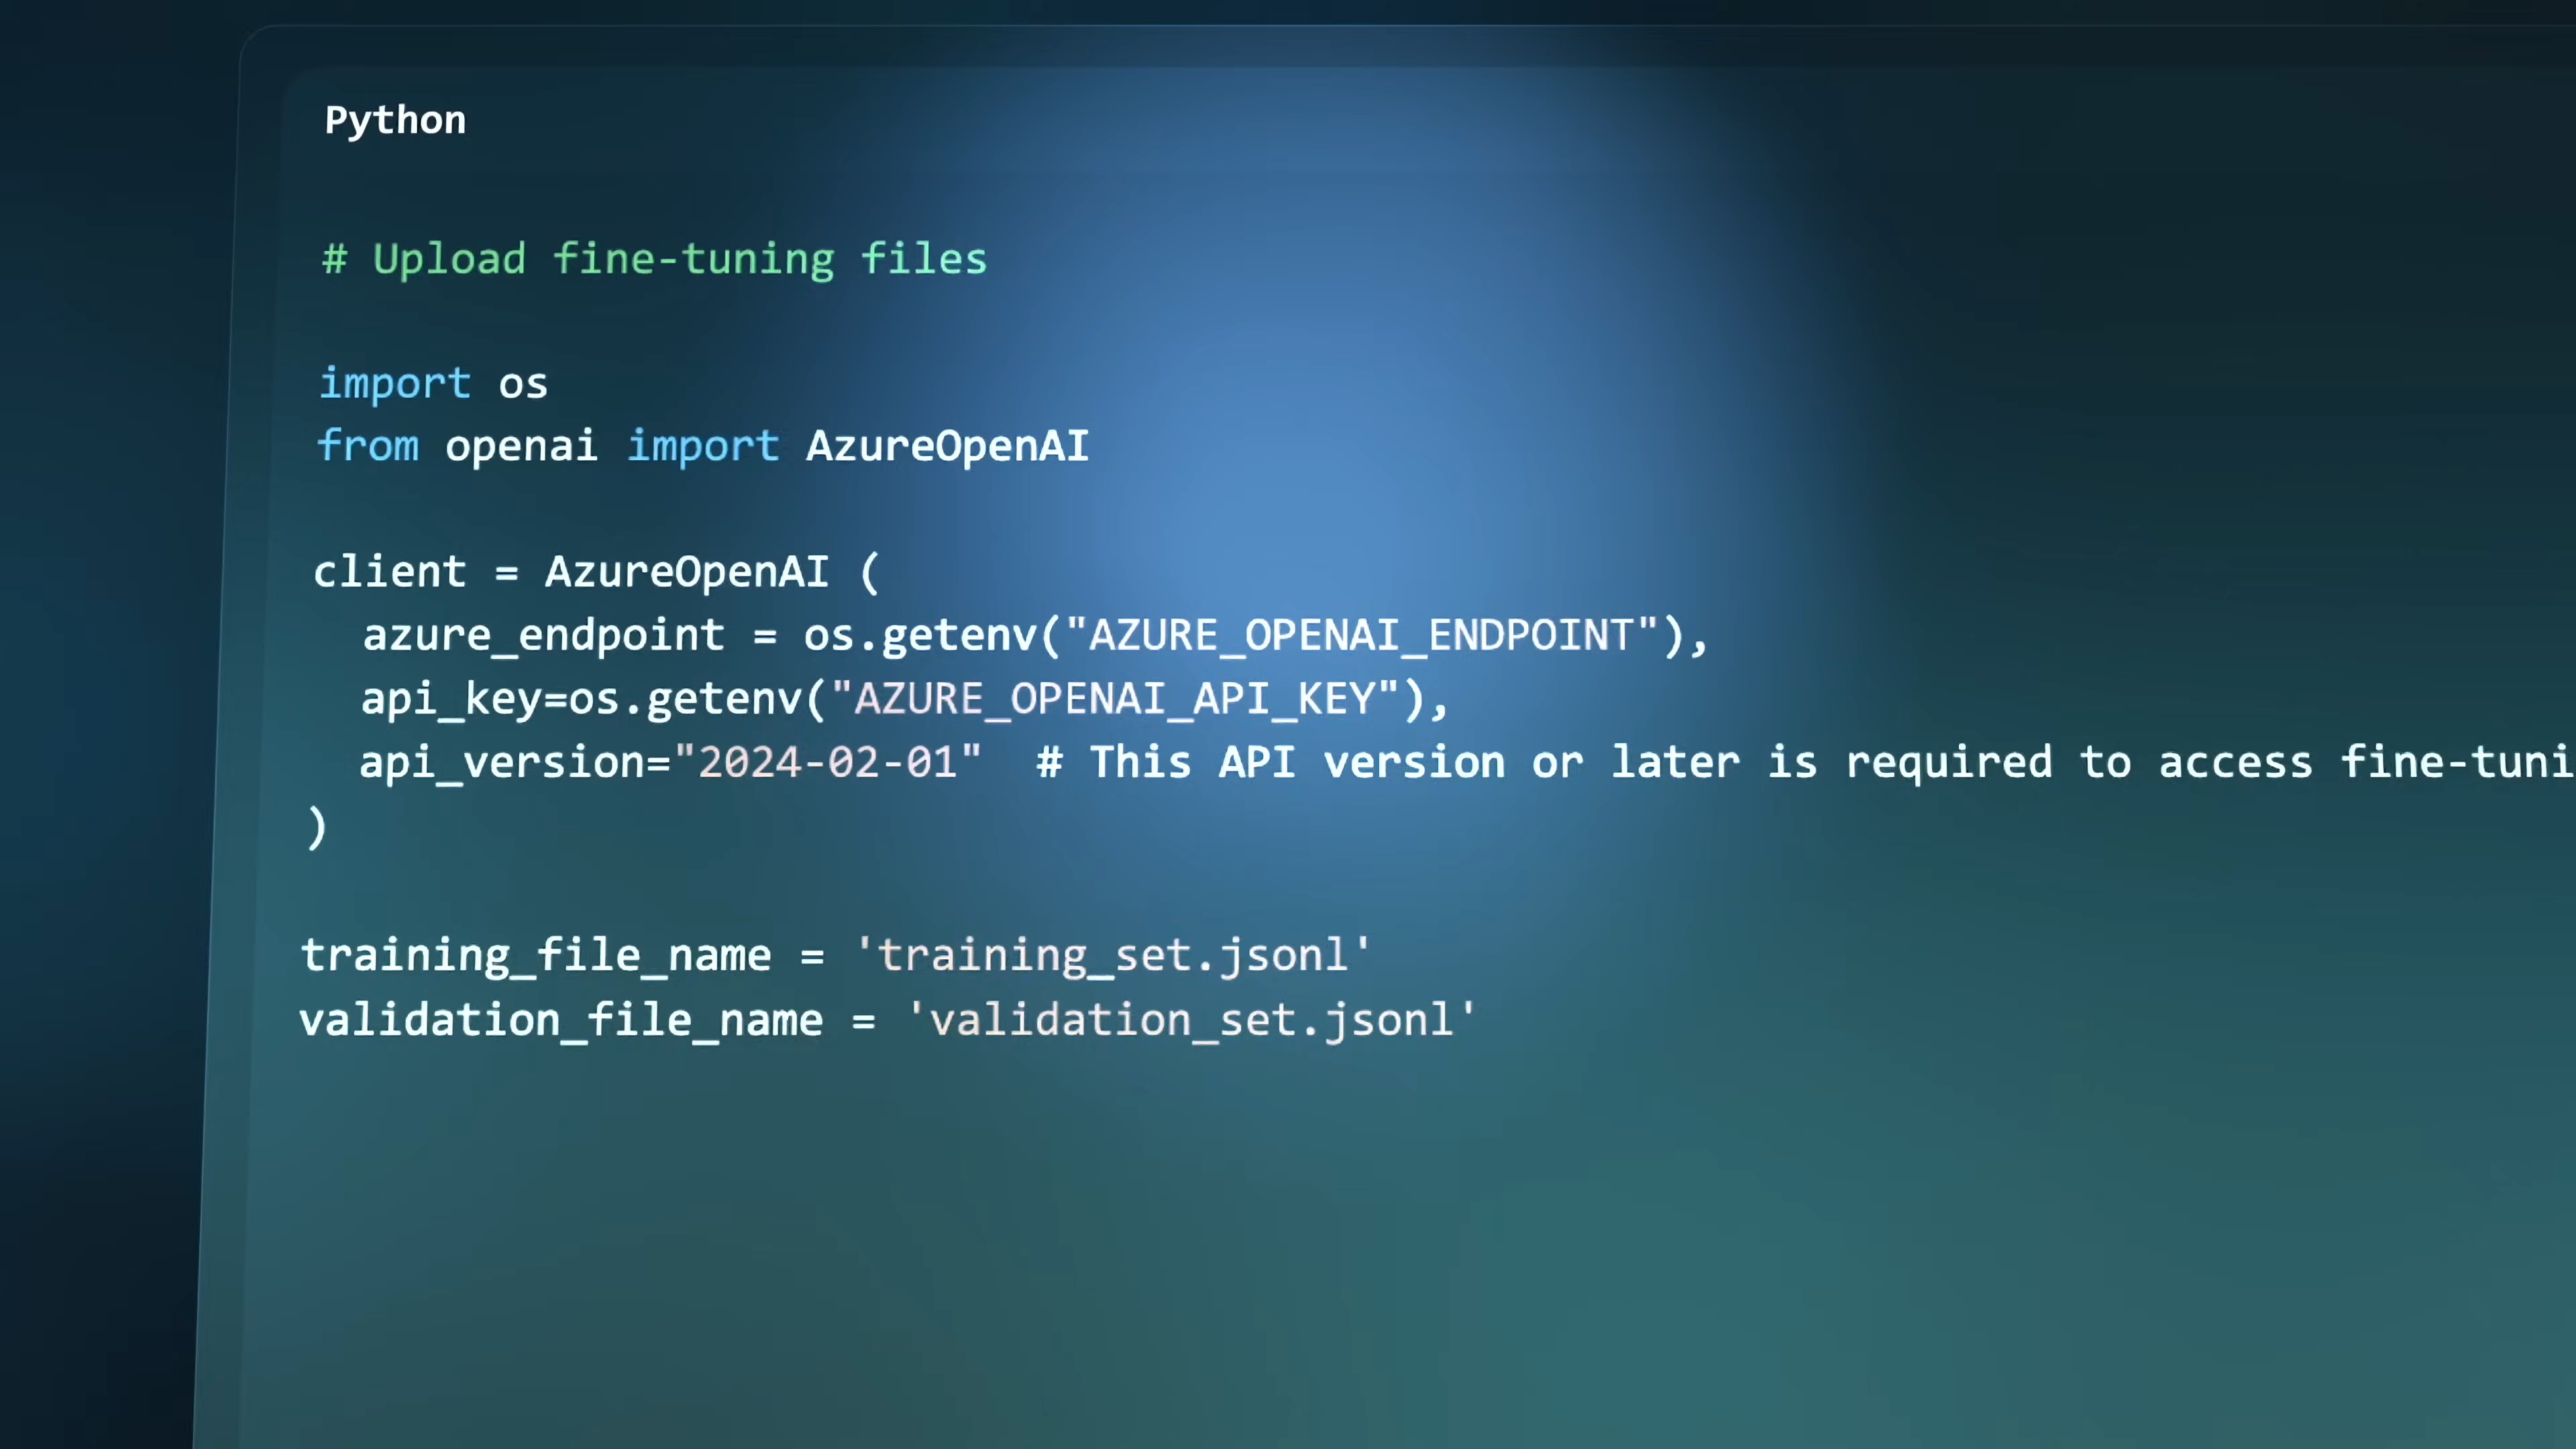 Python
# Upload fine-tuning files
import os
from openai import AzureOpenAI
client = AzureOpenAI (
azure_endpoint = os.getenv("AZURE_OPENAI_ENDPOINT"),
api_key=os.getenv("AZURE_OPENAI_API_KEY"),
api_version="2024-02-01" # This API version or later is required to access fine-tuni
)
training_file_name = 'training_set.jsonl'
validation_file_name = 'validation_set.jsonl'